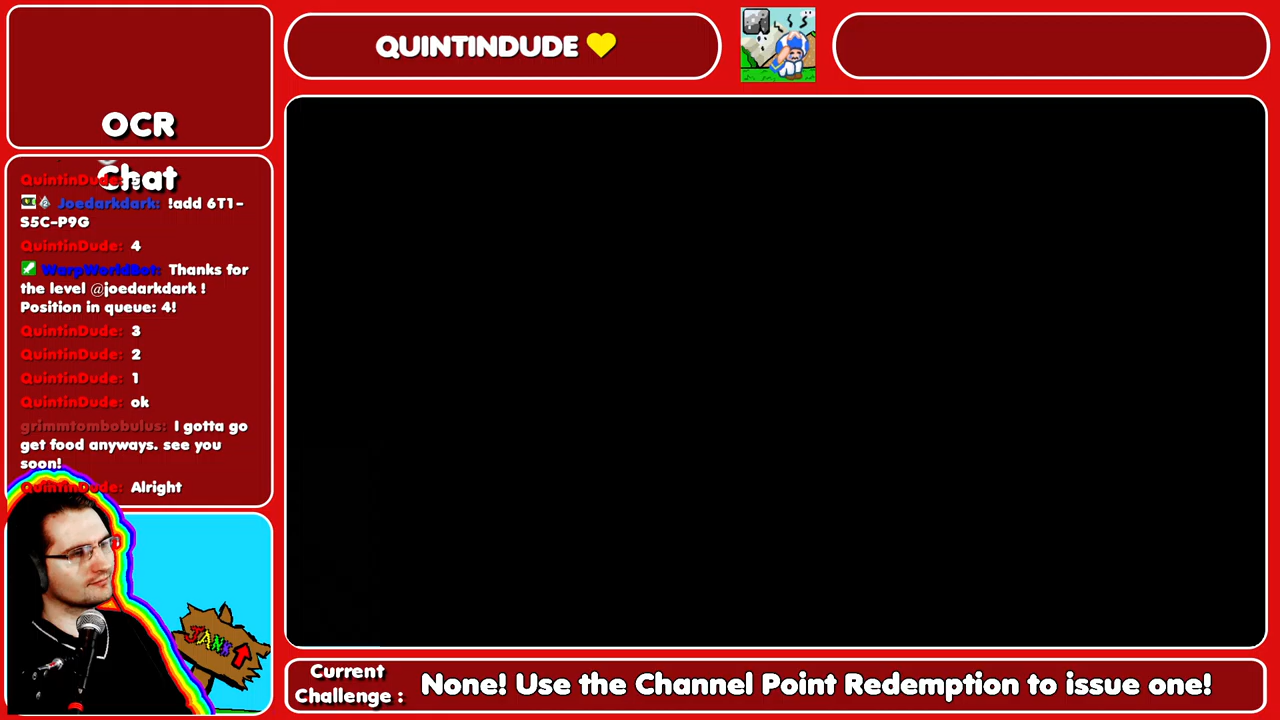 QUINTINDUDE 💛
OCR
Chat
QuintinDude:
Joedarkdark: !add 6T1-
S5C-P9G
QuintinDude: 4
WarpWorldBot: Thanks for
the level @joedarkdark !
Position in queue: 4!
QuintinDude: 3
QuintinDude: 2
QuintinDude: 1
QuintinDude: ok
grimmtombobulus: I gotta go
get food anyways. see you
soon!
QuintinDude: Alright
JANK
Current
Challenge :
None! Use the Channel Point Redemption to issue one!